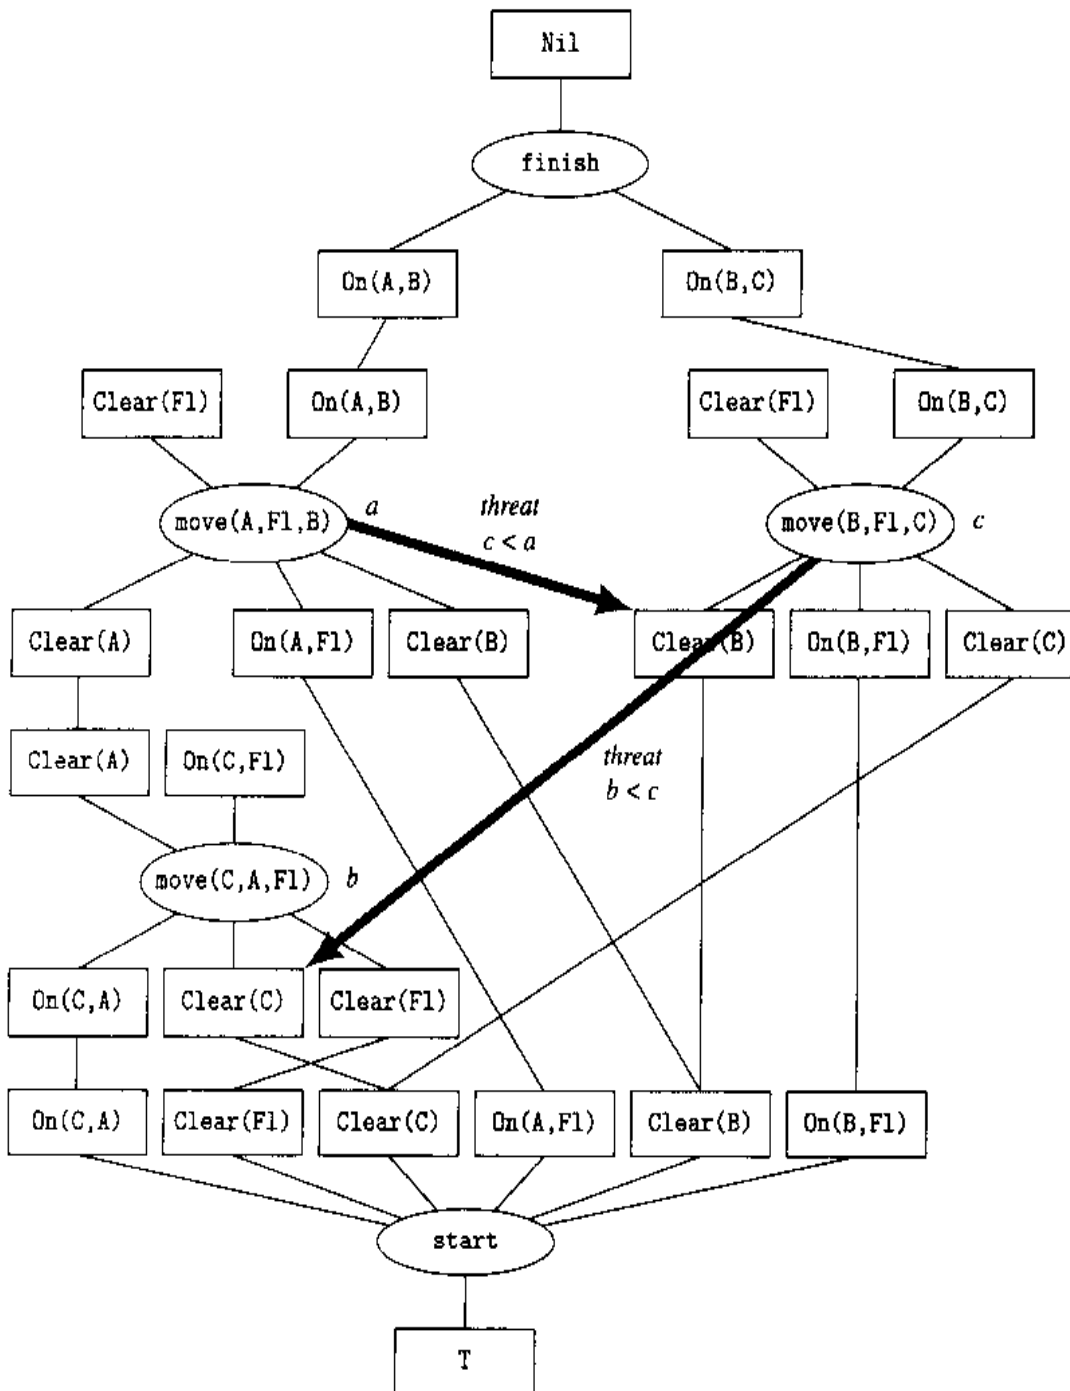 Nil
finish
On(A,B)
On(B,C)
Clear(Fl)
On(A,B)
Clear(Fl)
On(B,C)
move(A,Fl,B)
a
threat
c < a
move(B,Fl,C)
c
Clear(A)
On(A,Fl)
Clear(B)
Clear(B)
On(B,Fl)
Clear(C)
Clear(A)
On(C,Fl)
threat
b < c
move(C,A,Fl)
b
On(C,A)
Clear(C)
Clear(Fl)
On(C,A)
Clear(Fl)
Clear(C)
On(A,Fl)
Clear(B)
On(B,Fl)
start
T